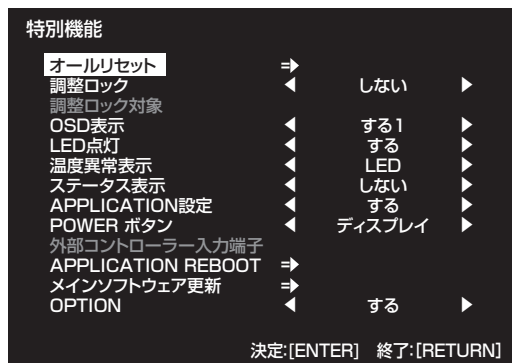 特別機能
オールリセット
調整ロック しない
調整ロック対象
OSD表示 する1
LED点灯 する
温度異常表示 LED
ステータス表示 しない
APPLICATION設定 する
POWER ボタン ディスプレイ
外部コントローラー入力端子
APPLICATION REBOOT
メインソフトウェア更新
OPTION する
決定:[ENTER] 終了:[RETURN]